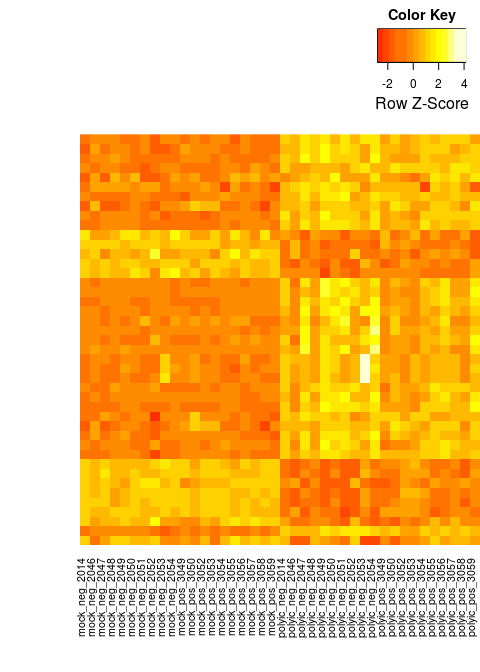 Color Key
-2 0 2 4
Row Z-Score
mock_neg_2014
mock_neg_2046
mock_neg_2047
mock_neg_2048
mock_neg_2049
mock_neg_2050
mock_neg_2051
mock_neg_2052
mock_neg_2053
mock_neg_2054
mock_pos_3049
mock_pos_3050
mock_pos_3052
mock_pos_3053
mock_pos_3054
mock_pos_3055
mock_pos_3056
mock_pos_3057
mock_pos_3058
mock_pos_3059
polyic_neg_2014
polyic_neg_2046
polyic_neg_2047
polyic_neg_2048
polyic_neg_2049
polyic_neg_2050
polyic_neg_2051
polyic_neg_2052
polyic_neg_2053
polyic_neg_2054
polyic_pos_3049
polyic_pos_3050
polyic_pos_3052
polyic_pos_3053
polyic_pos_3054
polyic_pos_3055
polyic_pos_3056
polyic_pos_3057
polyic_pos_3058
polyic_pos_3059